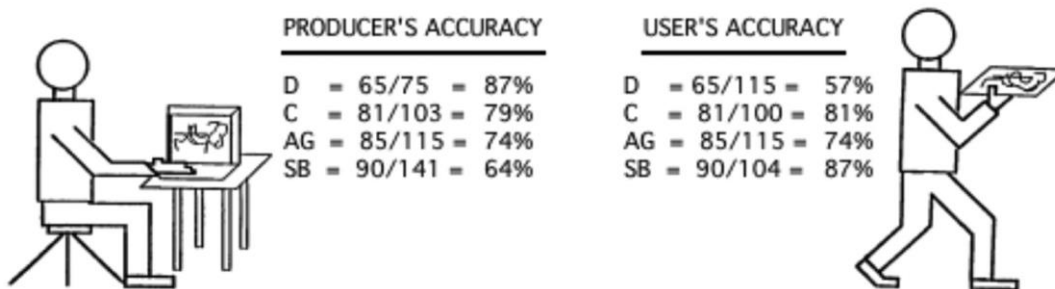 PRODUCER'S ACCURACY
D = 65/75 = 87%
C = 81/103 = 79%
AG = 85/115 = 74%
SB = 90/141 = 64%
USER'S ACCURACY
D = 65/115 = 57%
C = 81/100 = 81%
AG = 85/115 = 74%
SB = 90/104 = 87%